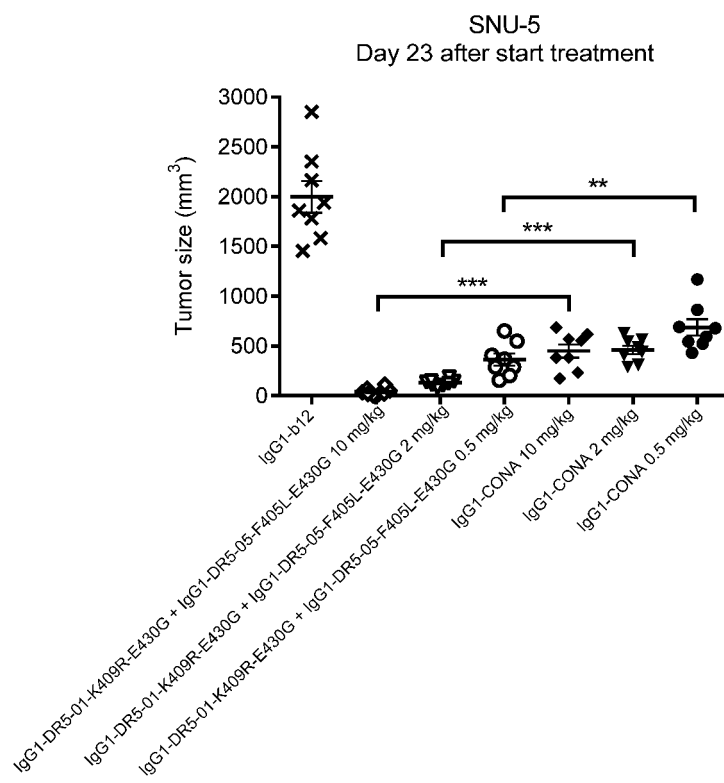 SNU-5
Day 23 after start treatment
Tumor size (mm³)
3000
2500
2000
1500
1000
500
0
**
***
***
IgG1-b12
IgG1-DR5-01-K409R-E430G + IgG1-DR5-05-F405L-E430G 10 mg/kg
IgG1-DR5-01-K409R-E430G + IgG1-DR5-05-F405L-E430G 2 mg/kg
IgG1-DR5-01-K409R-E430G + IgG1-DR5-05-F405L-E430G 0.5 mg/kg
IgG1-CONA 10 mg/kg
IgG1-CONA 2 mg/kg
IgG1-CONA 0.5 mg/kg